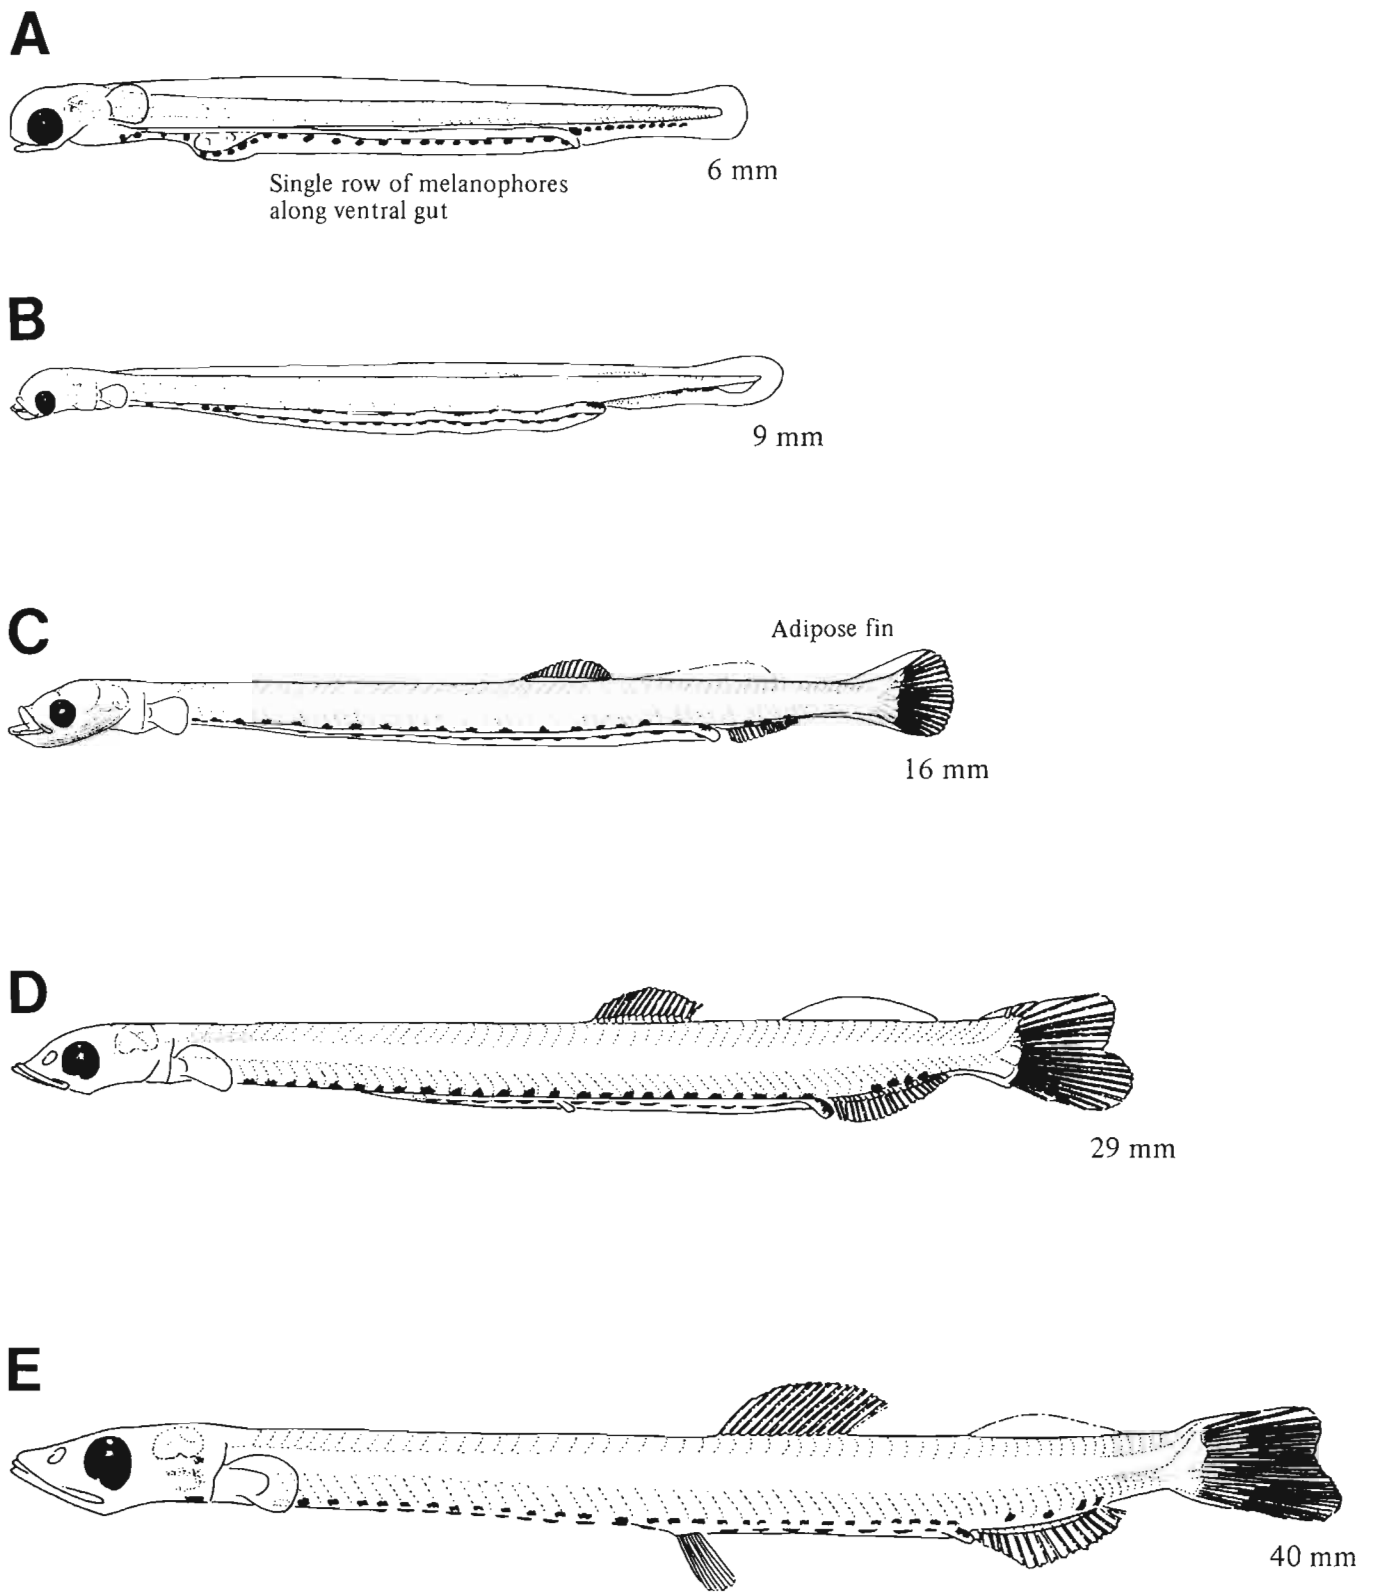 A
6 mm
Single row of melanophores
along ventral gut
B
9 mm
C
Adipose fin
16 mm
D
29 mm
E
40 mm